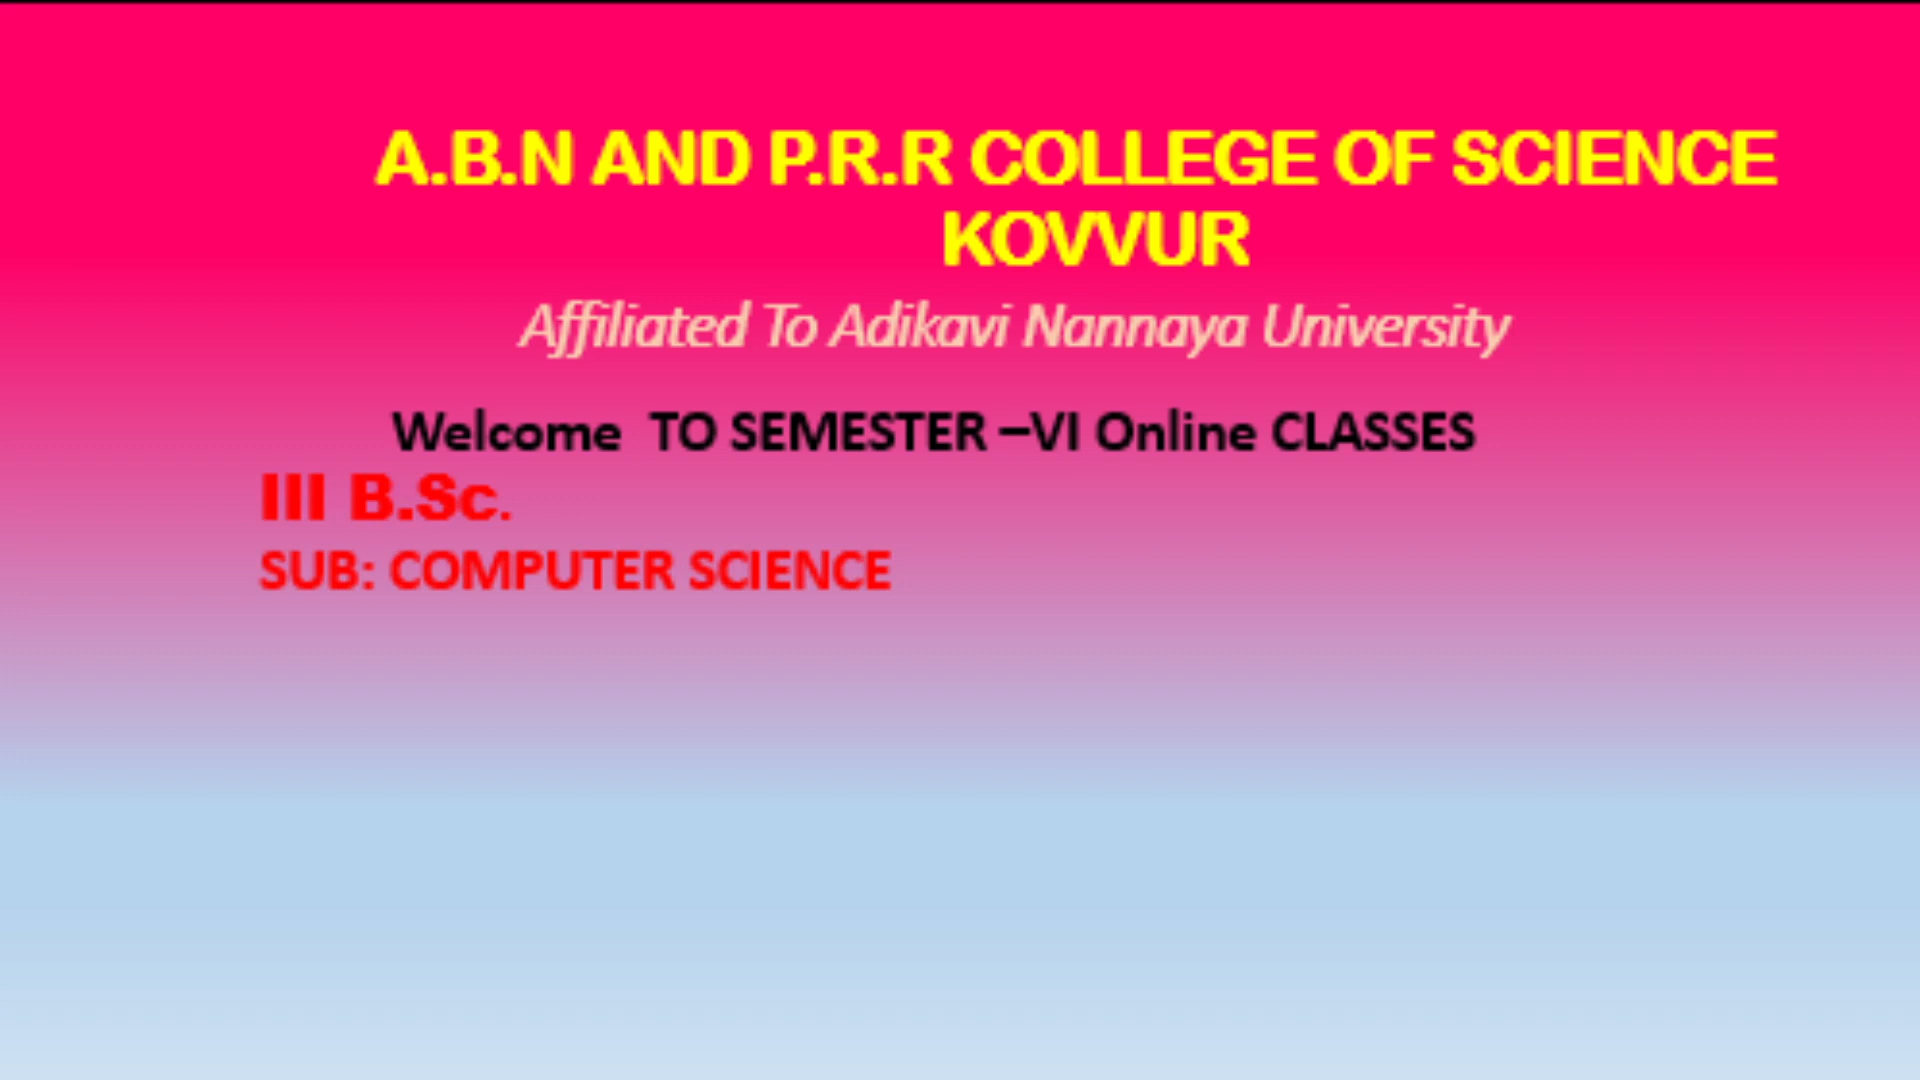 A.B.N AND P.R.R COLLEGE OF SCIENCE
KOVVUR
Affiliated To Adikavi Nannaya University
Welcome TO SEMESTER –VI Online CLASSES
III B.Sc.
SUB: COMPUTER SCIENCE